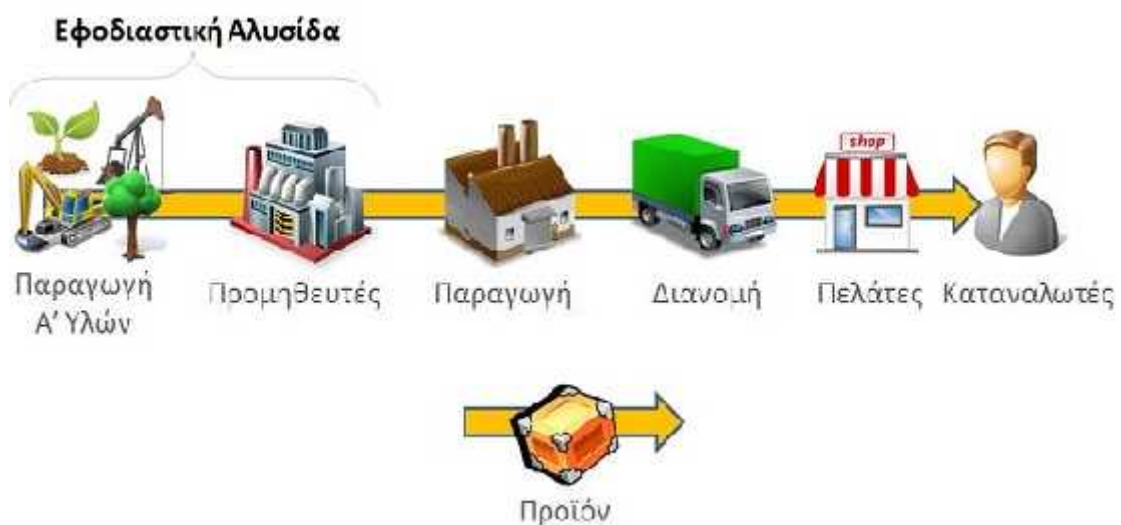 Εφοδιαστική Αλυσίδα
shop
Παραγωγή
Α' Υλών
Προμηθευτές
Παραγωγή
Διανομή
Πελάτες
Καταναλωτές
Προϊόν